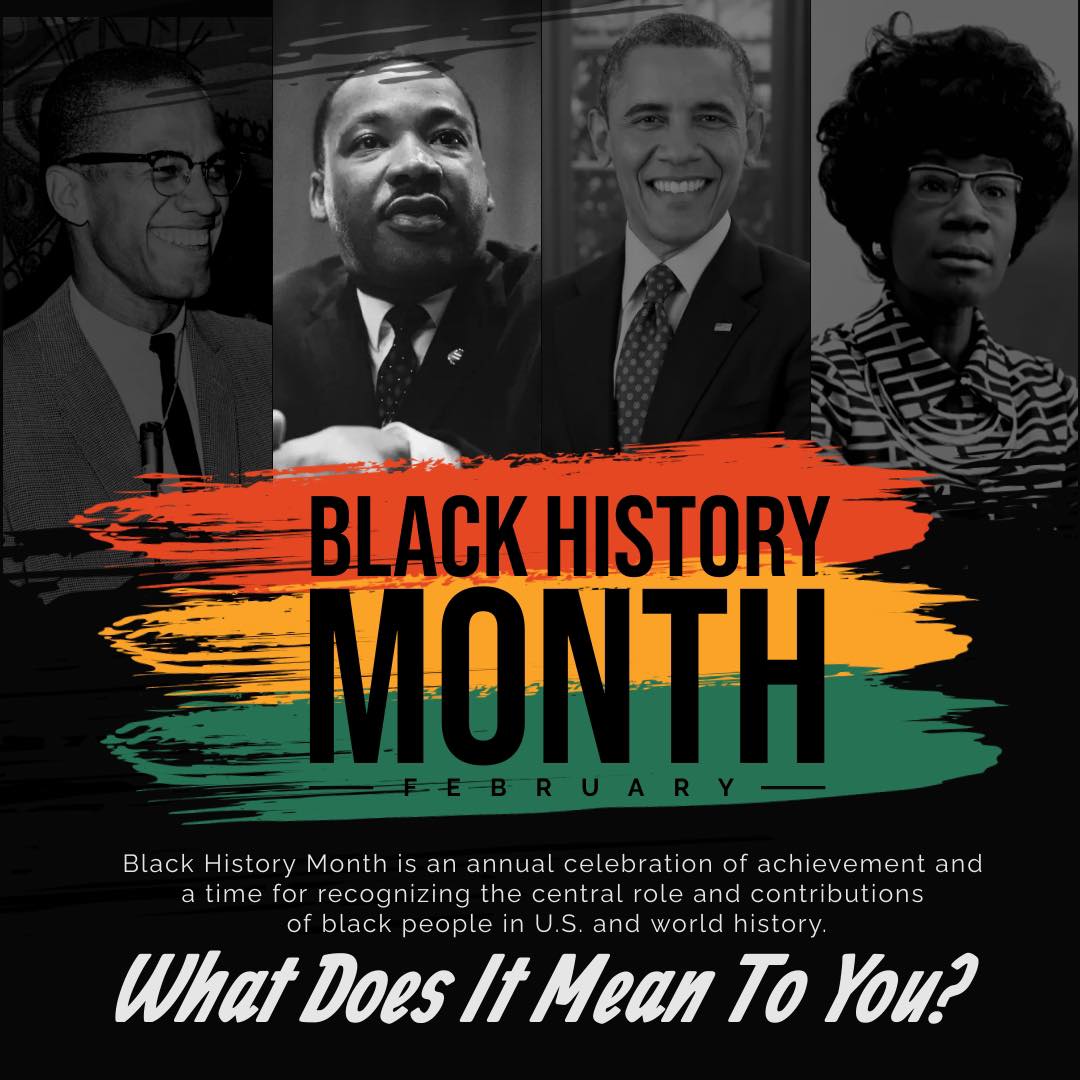 BLACK HISTORY
MONTH
FEBRUARY
Black History Month is an annual celebration of achievement and
a time for recognizing the central role and contributions
of black people in U.S. and world history.
What Does It Mean To You?